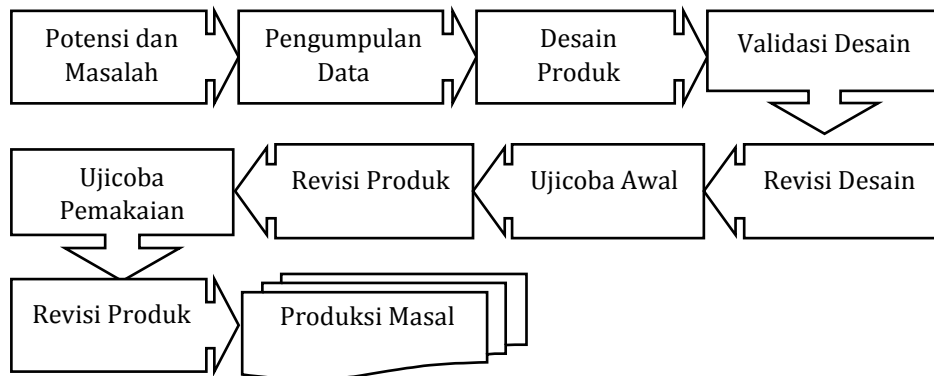 Potensi dan
Masalah
Pengumpulan
Data
Desain
Produk
Validasi Desain
Revisi Desain
Ujicoba Awal
Revisi Produk
Ujicoba
Pemakaian
Revisi Produk
Produksi Masal